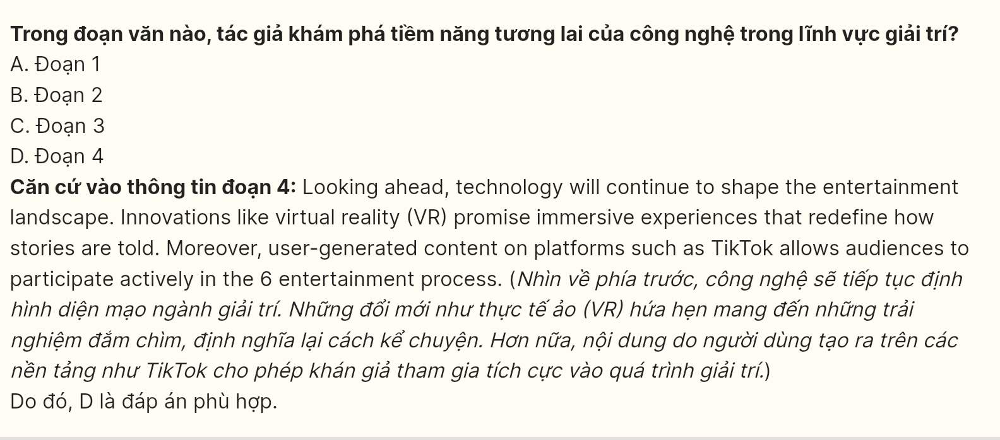 Trong đoạn văn nào, tác giả khám phá tiềm năng tương lai của công nghệ trong lĩnh vực giải trí?
A. Đoạn 1
B. Đoạn 2
C. Đoạn 3
D. Đoạn 4
Căn cứ vào thông tin đoạn 4: Looking ahead, technology will continue to shape the entertainment
landscape. Innovations like virtual reality (VR) promise immersive experiences that redefine how
stories are told. Moreover, user-generated content on platforms such as TikTok allows audiences to
participate actively in the 6 entertainment process. (Nhìn về phía trước, công nghệ sẽ tiếp tục định
hình diện mạo ngành giải trí. Những đổi mới như thực tế ảo (VR) hứa hẹn mang đến những trải
nghiệm đắm chìm, định nghĩa lại cách kể chuyện. Hơn nữa, nội dung do người dùng tạo ra trên các
nền tảng như TikTok cho phép khán giả tham gia tích cực vào quá trình giải trí.)
Do đó, D là đáp án phù hợp.